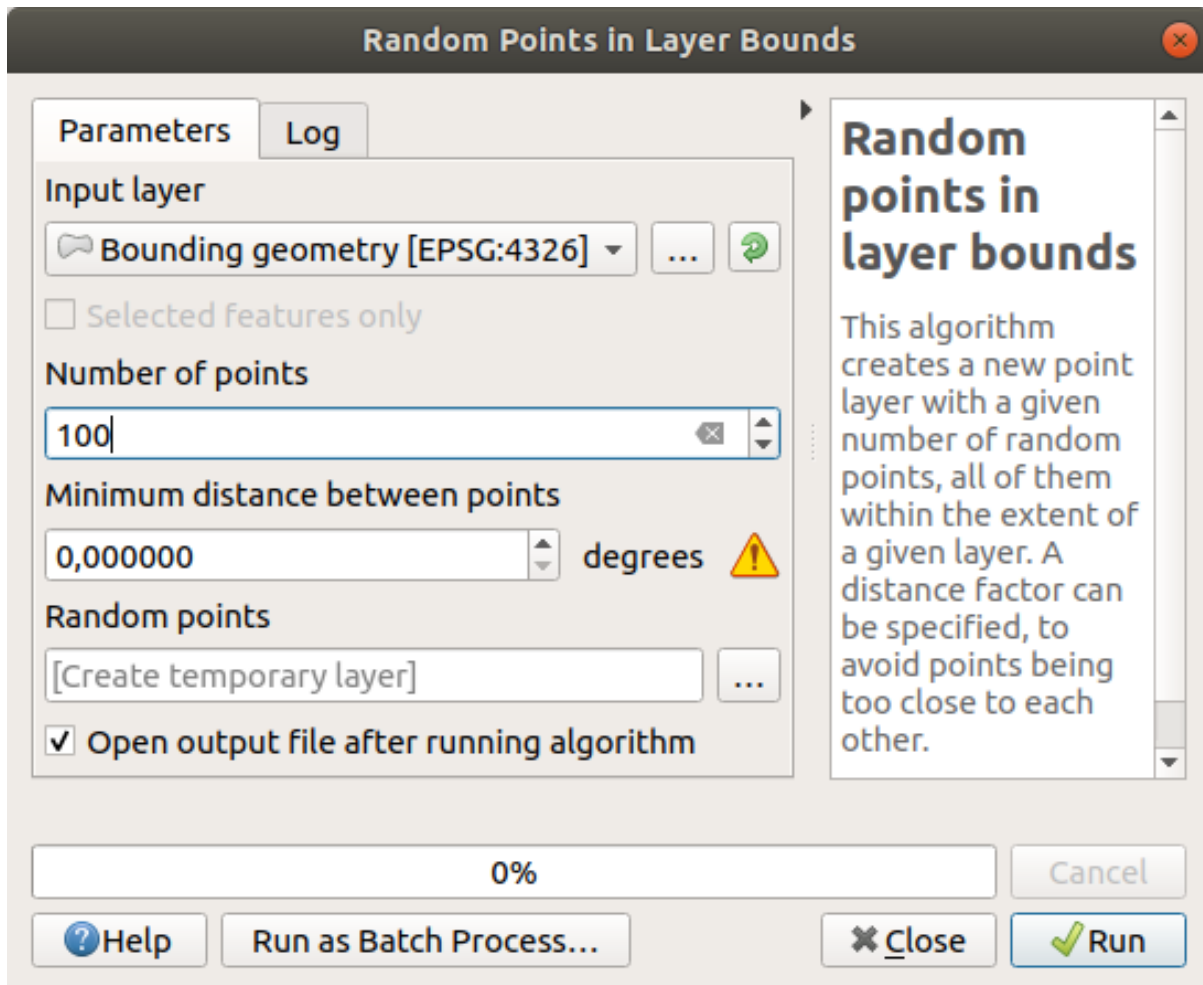 Random Points in Layer Bounds
Parameters
Log
Input layer
Bounding geometry [EPSG:4326]
...
Selected features only
Number of points
100
Minimum distance between points
0,000000
degrees
Random points
[Create temporary layer]
...
Open output file after running algorithm
Random
points in
layer bounds
This algorithm
creates a new point
layer with a given
number of random
points, all of them
within the extent of
a given layer. A
distance factor can
be specified, to
avoid points being
too close to each
other.
0%
Cancel
Help
Run as Batch Process...
Close
Run